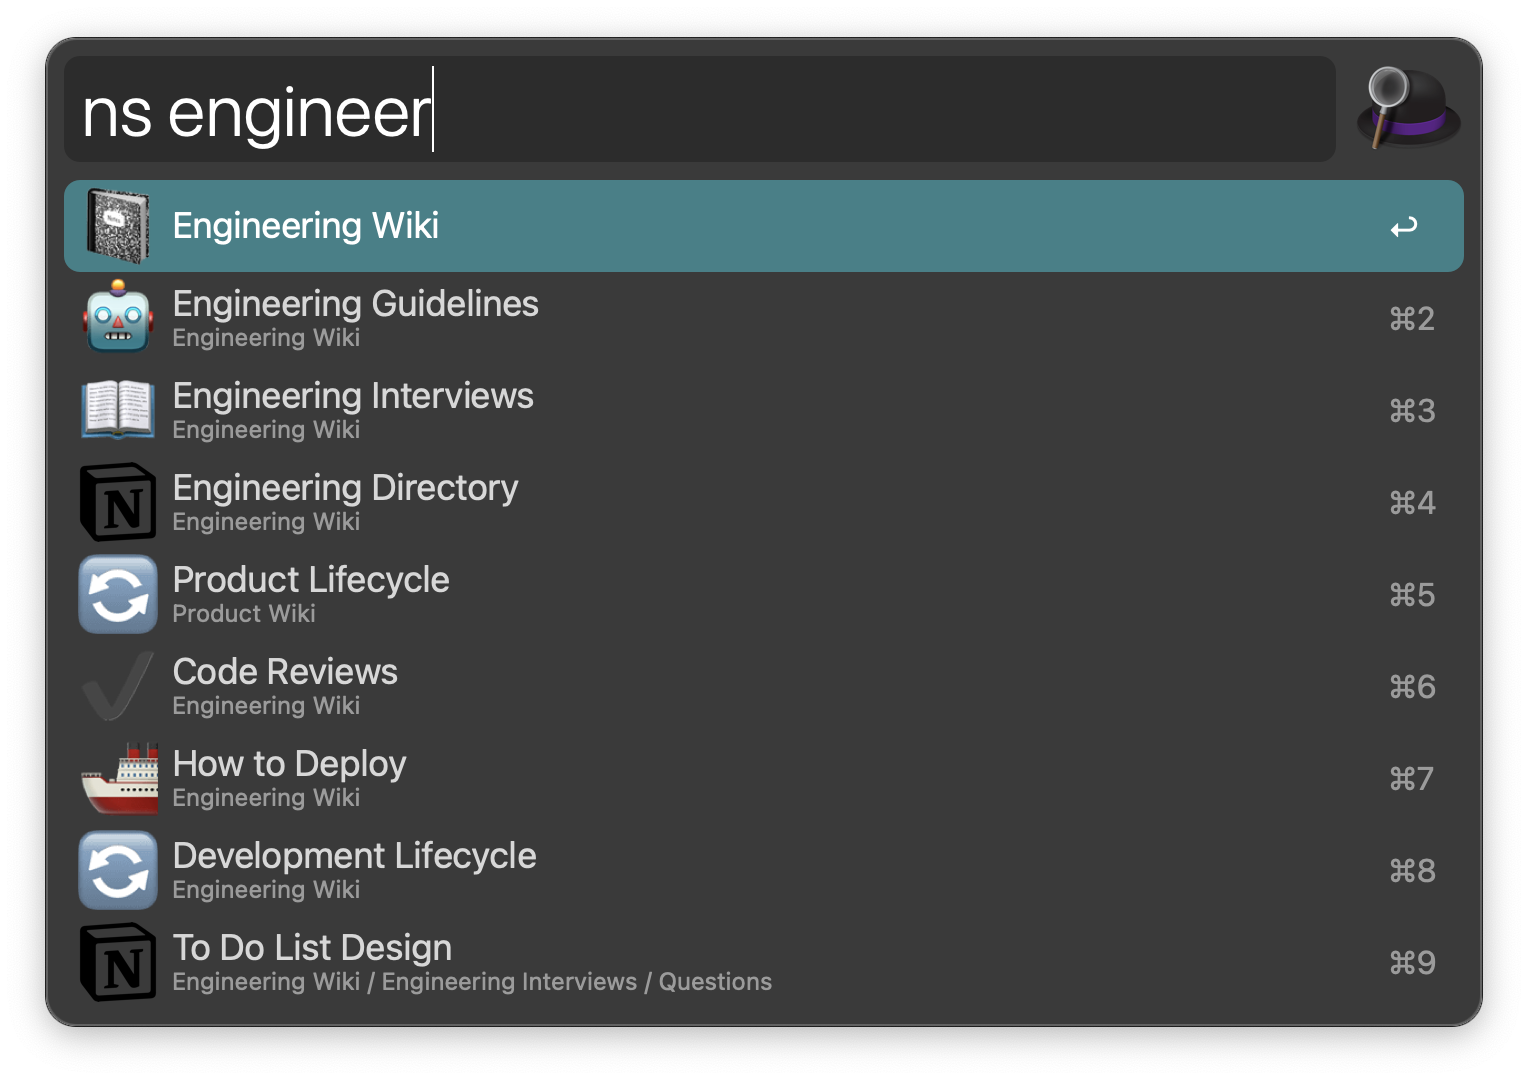 ns engineer
Engineering Wiki
Engineering Guidelines
Engineering Wiki
⌘2
Engineering Interviews
Engineering Wiki
⌘3
N
Engineering Directory
Engineering Wiki
⌘4
Product Lifecycle
Product Wiki
⌘5
Code Reviews
Engineering Wiki
⌘6
How to Deploy
Engineering Wiki
⌘7
Development Lifecycle
Engineering Wiki
⌘8
N
To Do List Design
Engineering Wiki / Engineering Interviews / Questions
⌘9